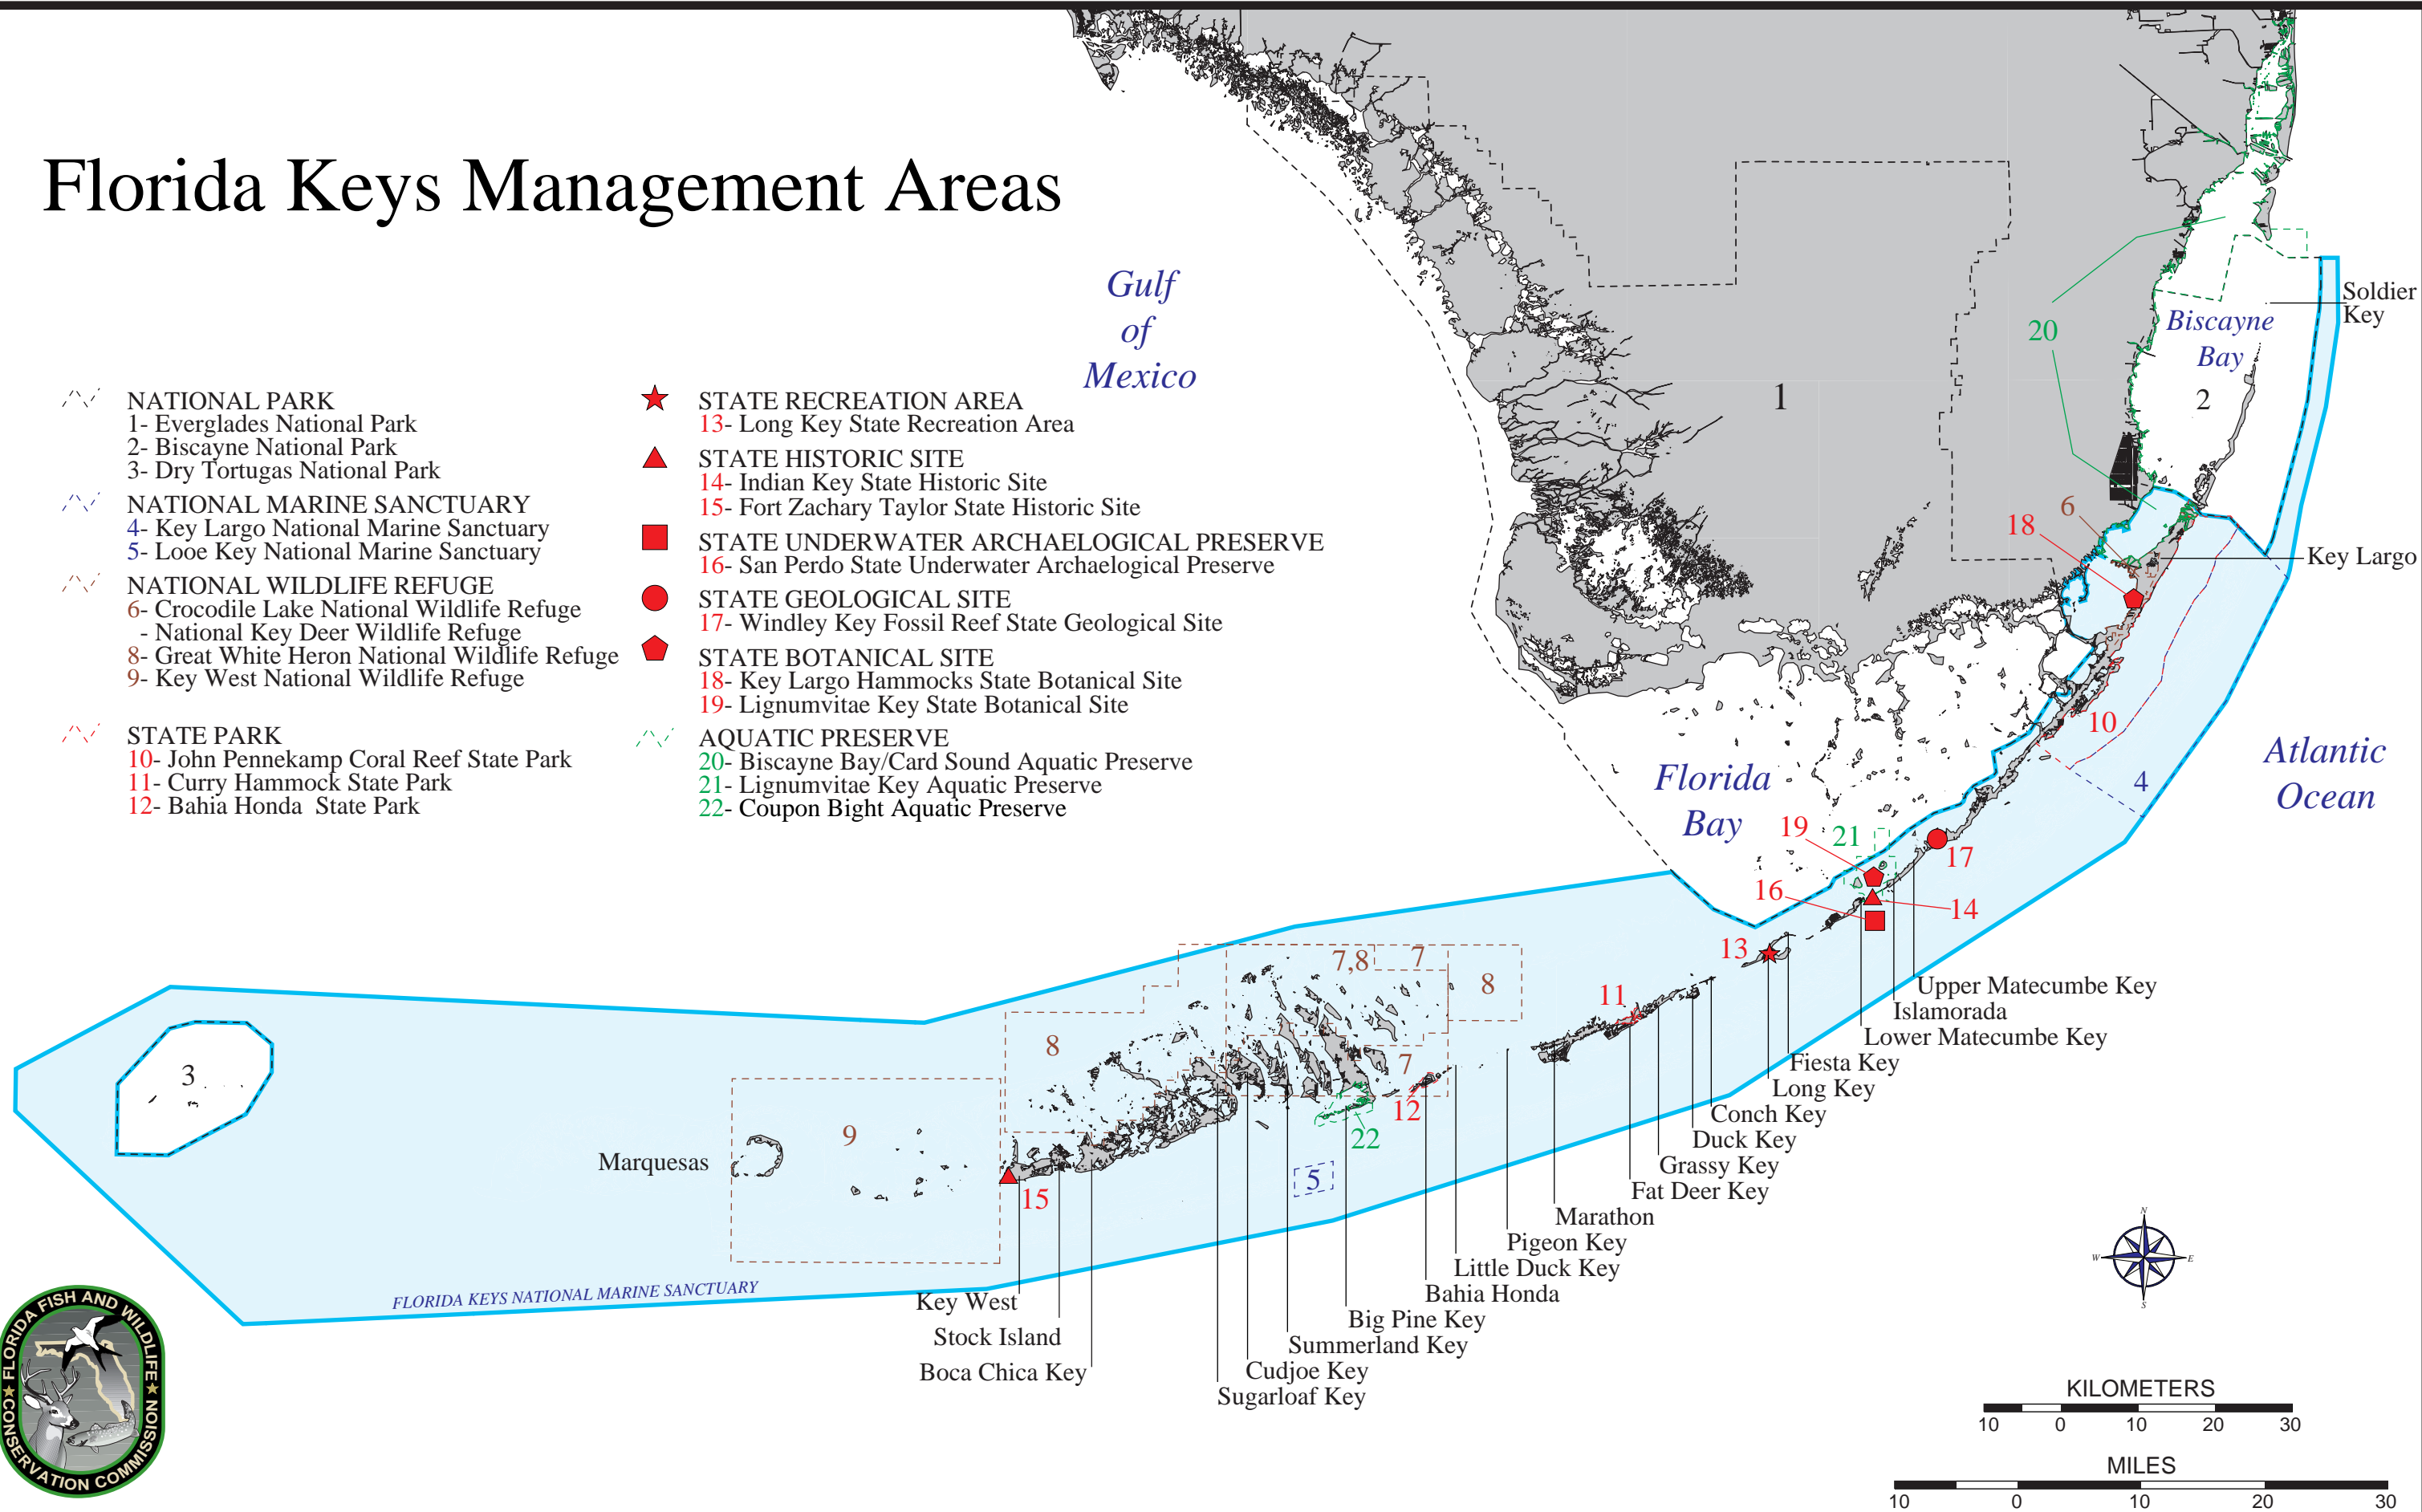 Florida Keys Management Areas
NATIONAL PARK
1- Everglades National Park
2- Biscayne National Park
3- Dry Tortugas National Park
NATIONAL MARINE SANCTUARY
4- Key Largo National Marine Sanctuary
5- Looe Key National Marine Sanctuary
NATIONAL WILDLIFE REFUGE
6- Crocodile Lake National Wildlife Refuge
- National Key Deer Wildlife Refuge
8- Great White Heron National Wildlife Refuge
9- Key West National Wildlife Refuge
STATE PARK
10- John Pennekamp Coral Reef State Park
11- Curry Hammock State Park
12- Bahia Honda State Park
STATE RECREATION AREA
13- Long Key State Recreation Area
STATE HISTORIC SITE
14- Indian Key State Historic Site
15- Fort Zachary Taylor State Historic Site
STATE UNDERWATER ARCHAELOGICAL PRESERVE
16- San Perdo State Underwater Archaelogical Preserve
STATE GEOLOGICAL SITE
17- Windley Key Fossil Reef State Geological Site
STATE BOTANICAL SITE
18- Key Largo Hammocks State Botanical Site
19- Lignumvitae Key State Botanical Site
AQUATIC PRESERVE
20- Biscayne Bay/Card Sound Aquatic Preserve
21- Lignumvitae Key Aquatic Preserve
22- Coupon Bight Aquatic Preserve
Gulf
of
Mexico
1
20
Biscayne
Bay
2
Soldier
Key
6
18
Key Largo
10
4
Atlantic
Ocean
Florida
Bay
19
21
17
16
14
13
11
7,8
7
8
8
7
12
22
5
3
9
Marquesas
15
Upper Matecumbe Key
Islamorada
Lower Matecumbe Key
Fiesta Key
Long Key
Conch Key
Duck Key
Grassy Key
Fat Deer Key
Marathon
Pigeon Key
Little Duck Key
Bahia Honda
Big Pine Key
Summerland Key
Cudjoe Key
Sugarloaf Key
Key West
Stock Island
Boca Chica Key
FLORIDA KEYS NATIONAL MARINE SANCTUARY
FLORIDA FISH AND WILDLIFE
CONSERVATION COMMISSION
N
W
E
S
KILOMETERS
10 0 10 20 30
MILES
10 0 10 20 30